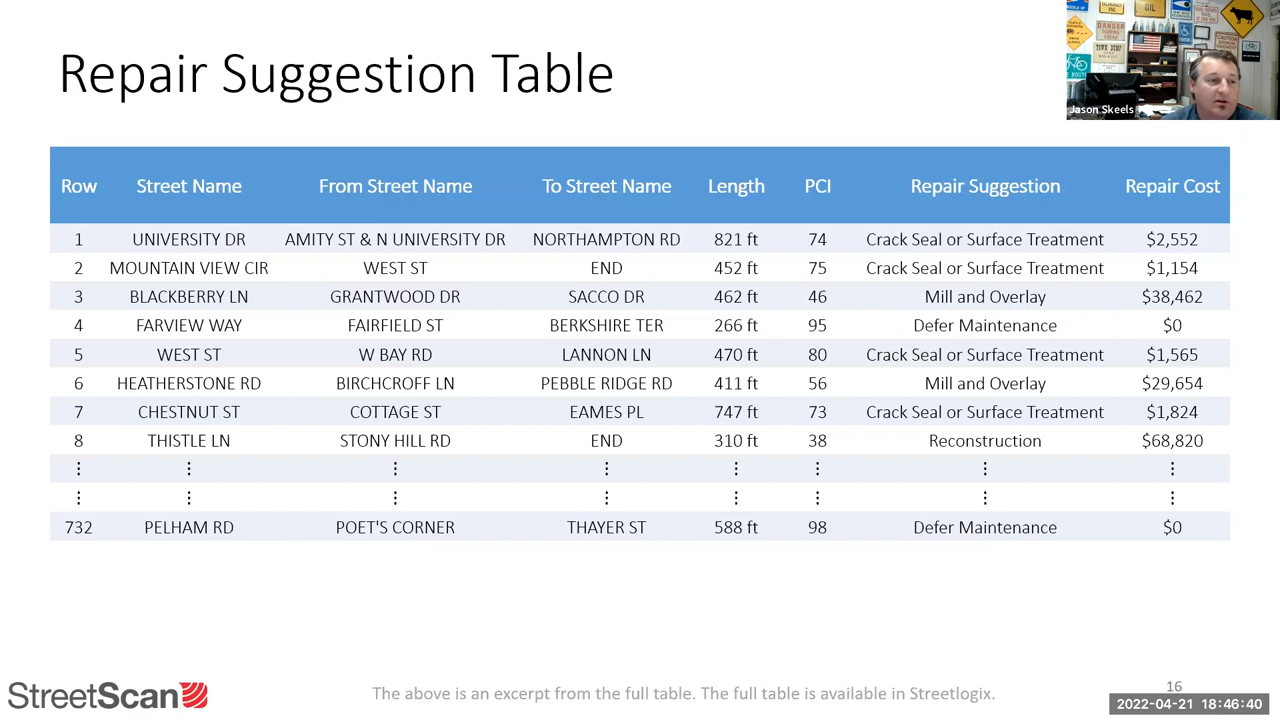 Repair Suggestion Table
OIL
DANGER
CAUTION
TOWN SHOP
Jason Skeels
Row Street Name From Street Name To Street Name Length PCI Repair Suggestion Repair Cost
1 UNIVERSITY DR AMITY ST & N UNIVERSITY DR NORTHAMPTON RD 821 ft 74 Crack Seal or Surface Treatment $2,552
2 MOUNTAIN VIEW CIR WEST ST END 452 ft 75 Crack Seal or Surface Treatment $1,154
3 BLACKBERRY LN GRANTWOOD DR SACCO DR 462 ft 46 Mill and Overlay $38,462
4 FARVIEW WAY FAIRFIELD ST BERKSHIRE TER 266 ft 95 Defer Maintenance $0
5 WEST ST W BAY RD LANNON LN 470 ft 80 Crack Seal or Surface Treatment $1,565
6 HEATHERSTONE RD BIRCHCROFF LN PEBBLE RIDGE RD 411 ft 56 Mill and Overlay $29,654
7 CHESTNUT ST COTTAGE ST EAMES PL 747 ft 73 Crack Seal or Surface Treatment $1,824
8 THISTLE LN STONY HILL RD END 310 ft 38 Reconstruction $68,820
⋮ ⋮ ⋮ ⋮ ⋮ ⋮ ⋮ ⋮
⋮ ⋮ ⋮ ⋮ ⋮ ⋮ ⋮ ⋮
732 PELHAM RD POET'S CORNER THAYER ST 588 ft 98 Defer Maintenance $0
StreetScan
The above is an excerpt from the full table. The full table is available in Streetlogix.
16
2022-04-21 18:46:40